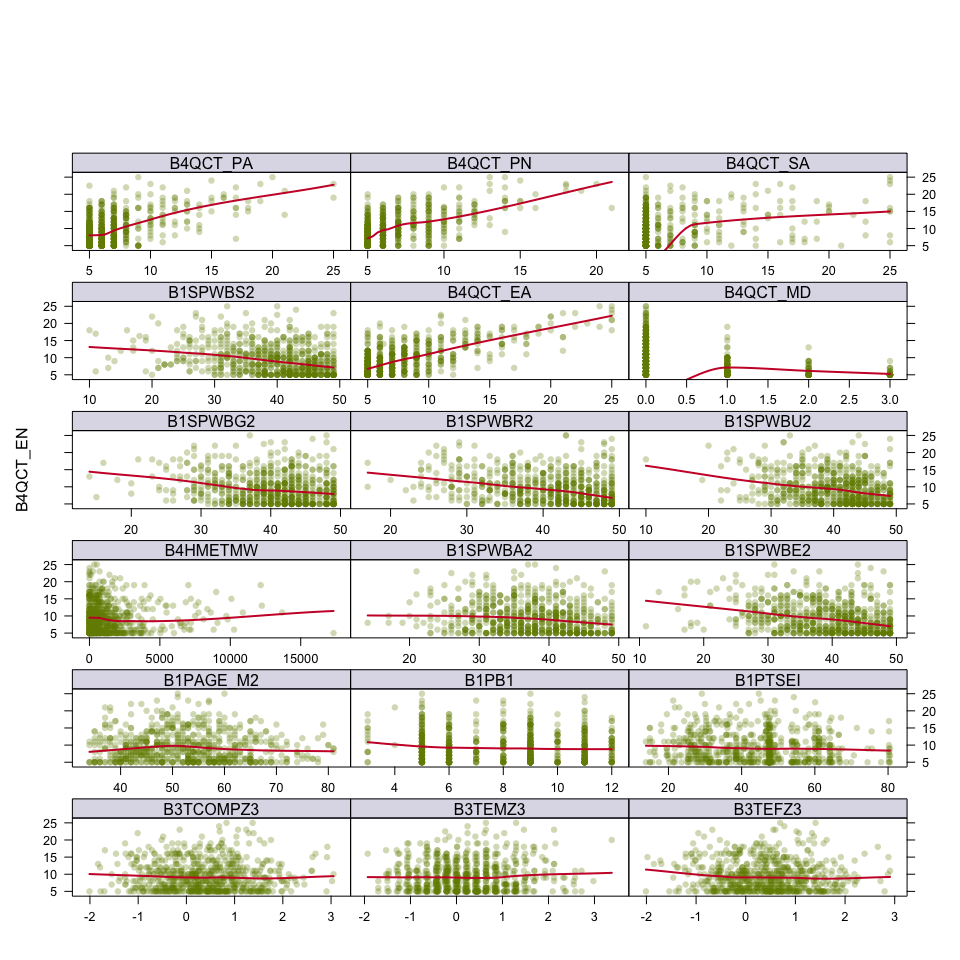 B4QCT_PA B4QCT_PN B4QCT_SA
5 10 15 20 25
5 10 15 20 25 5 10 15 20 5 10 15 20 25
B1SPWBS2 B4QCT_EA B4QCT_MD
5 10 15 20 25
10 20 30 40 50 5 10 15 20 25 0.0 0.5 1.0 1.5 2.0 2.5 3.0
B1SPWBG2 B1SPWBR2 B1SPWBU2
5 10 15 20 25
20 30 40 50 20 30 40 50 10 20 30 40 50
B4QCT_EN
B4HMETMW B1SPWBA2 B1SPWBE2
5 10 15 20 25
0 5000 10000 15000 20 30 40 50 10 20 30 40 50
B1PAGE_M2 B1PB1 B1PTSEI
5 10 15 20 25
40 50 60 70 80 4 6 8 10 12 20 40 60 80
B3TCOMPZ3 B3TEMZ3 B3TEFZ3
5 10 15 20 25
-2 -1 0 1 2 3 -2 -1 0 1 2 3 -2 -1 0 1 2 3